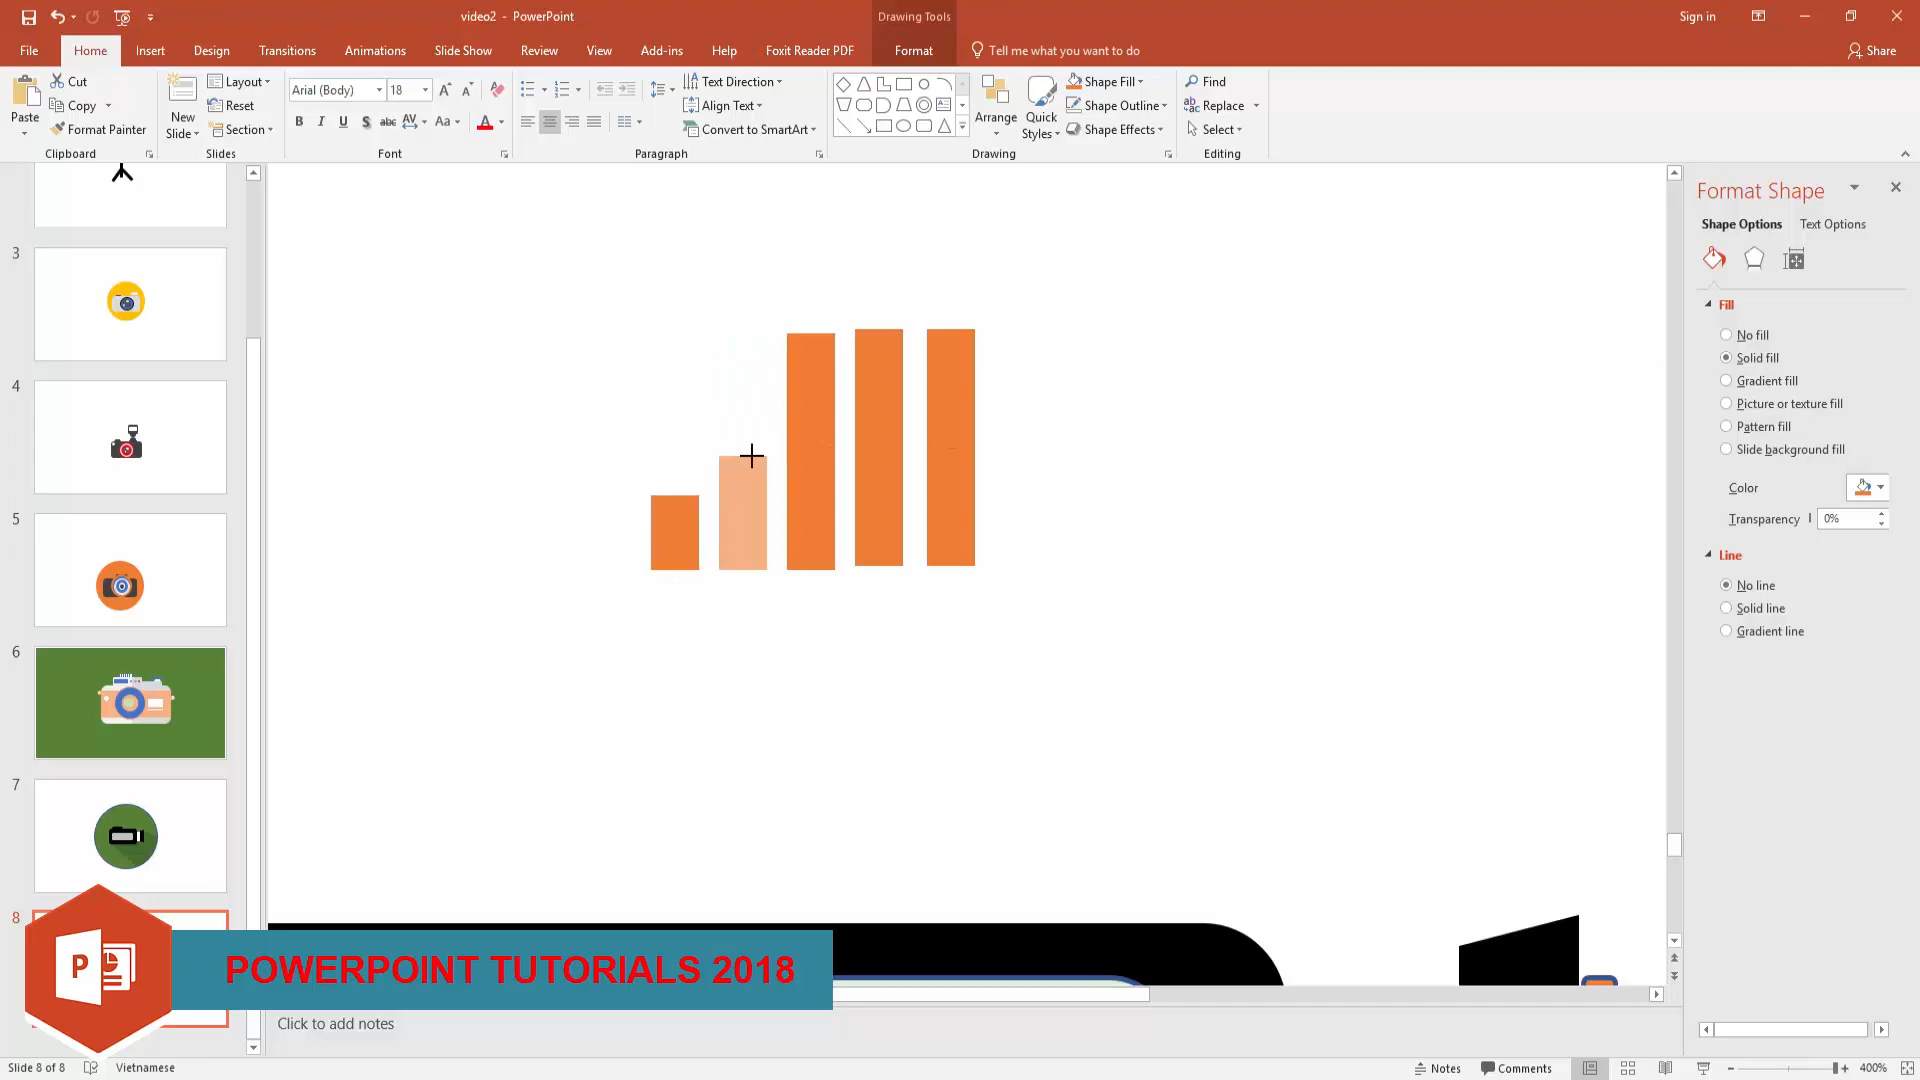 video2 - PowerPoint
Drawing Tools
Sign in
File
Home
Insert
Design
Transitions
Animations
Slide Show
Review
View
Add-ins
Help
Foxit Reader PDF
Format
Tell me what you want to do
Share
Paste
Cut
Copy
Format Painter
Clipboard
New
Slide
Layout
Reset
Section
Slides
Arial (Body)
18
B I U S abc AV Aa A
Font
Text Direction
Align Text
Convert to SmartArt
Paragraph
Arrange
Quick
Styles
Shape Fill
Shape Outline
Shape Effects
Drawing
Find
Replace
Select
Editing
3
4
5
6
7
8
Format Shape
Shape Options
Text Options
Fill
No fill
Solid fill
Gradient fill
Picture or texture fill
Pattern fill
Slide background fill
Color
Transparency
0%
Line
No line
Solid line
Gradient line
P
POWERPOINT TUTORIALS 2018
Click to add notes
Slide 8 of 8
Vietnamese
Notes
Comments
400%